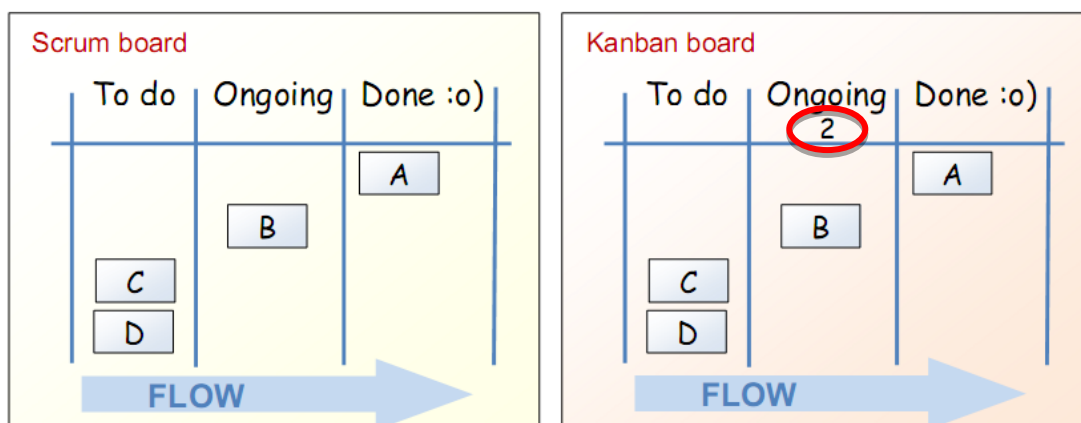 Scrum board
To do Ongoing Done :o)
A
B
C
D
FLOW
Kanban board
To do Ongoing Done :o)
2
A
B
C
D
FLOW